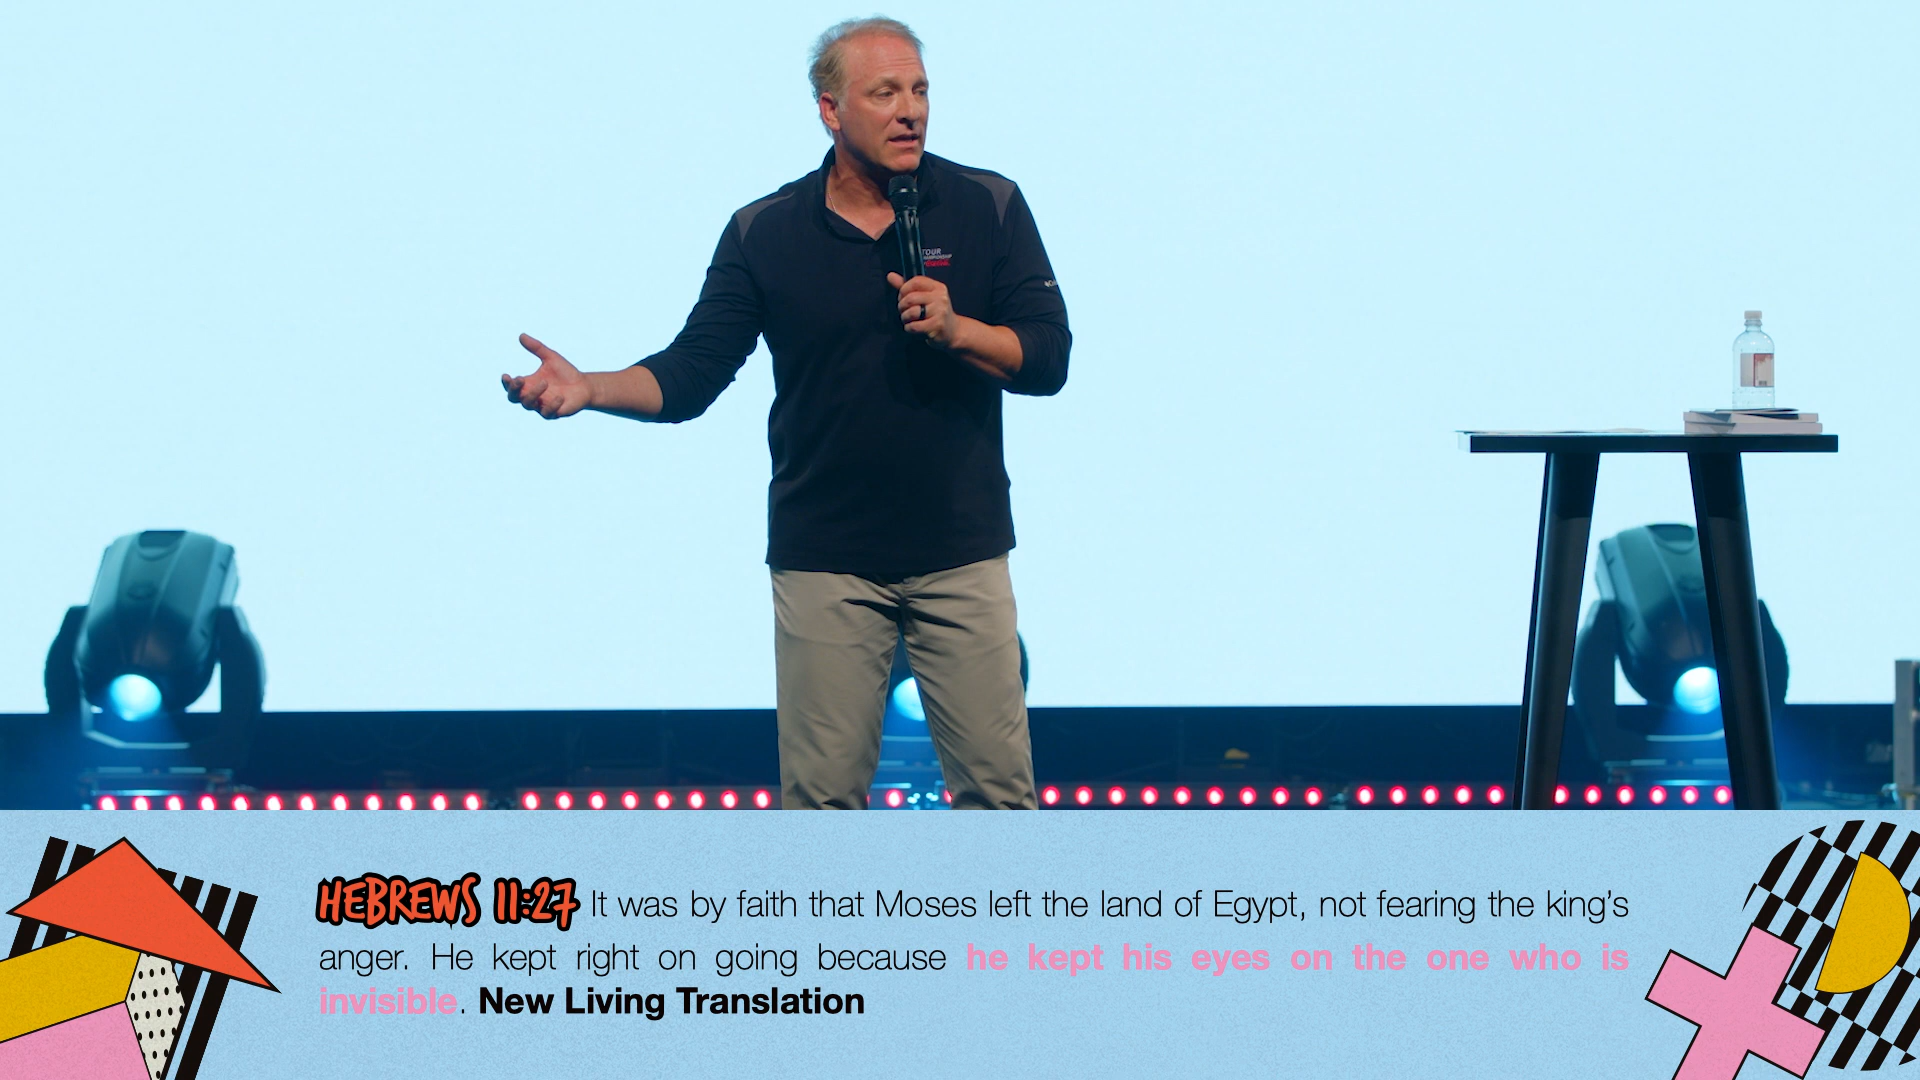 TOUR
HEBREWS 11:27 It was by faith that Moses left the land of Egypt, not fearing the king's
anger. He kept right on going because he kept his eyes on the one who is
invisible. New Living Translation